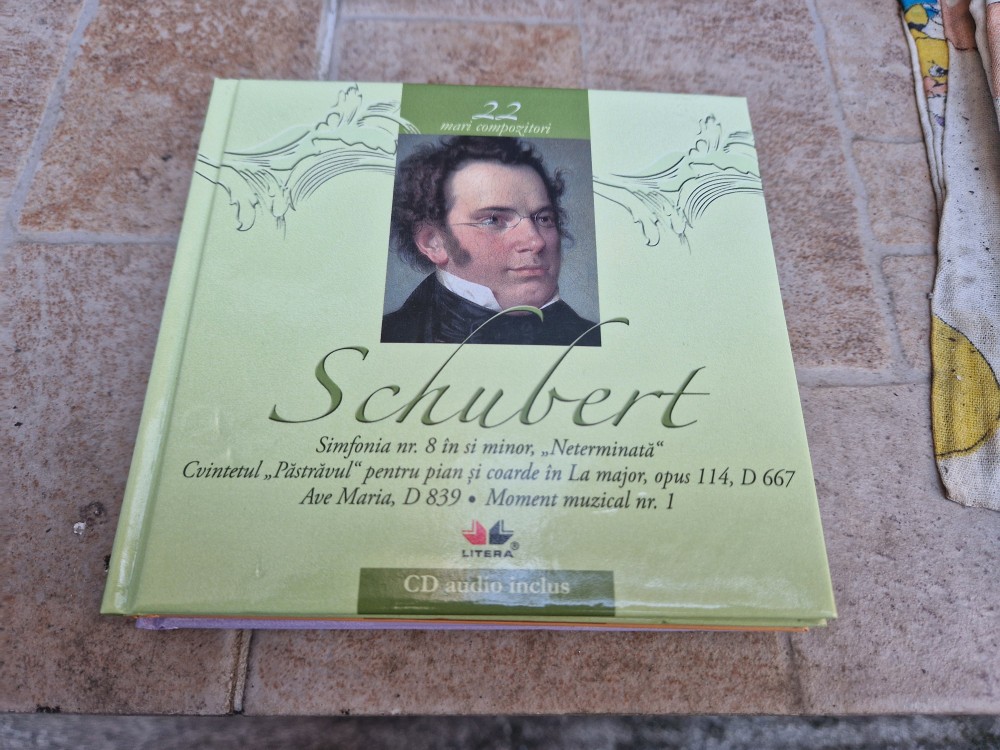 22
mari compozitori
Schubert
Simfonia nr. 8 în si minor, „Neterminată“
Cvintetul „Păstrăvul“ pentru pian și coarde în La major, opus 114, D 667
Ave Maria, D 839 • Moment muzical nr. 1
LITERA®
CD audio inclus